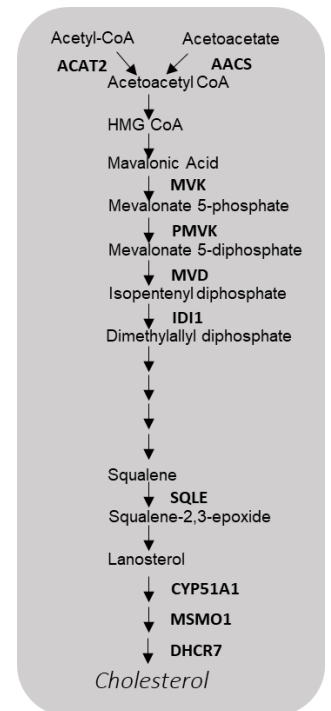 Acetyl-CoA Acetoacetate
ACAT2 AACS
Acetoacetyl CoA
HMG CoA
Mavalonic Acid
MVK
Mevalonate 5-phosphate
PMVK
Mevalonate 5-diphosphate
MVD
Isopentenyl diphosphate
IDI1
Dimethylallyl diphosphate
Squalene
SQLE
Squalene-2,3-epoxide
Lanosterol
CYP51A1
MSMO1
DHCR7
Cholesterol